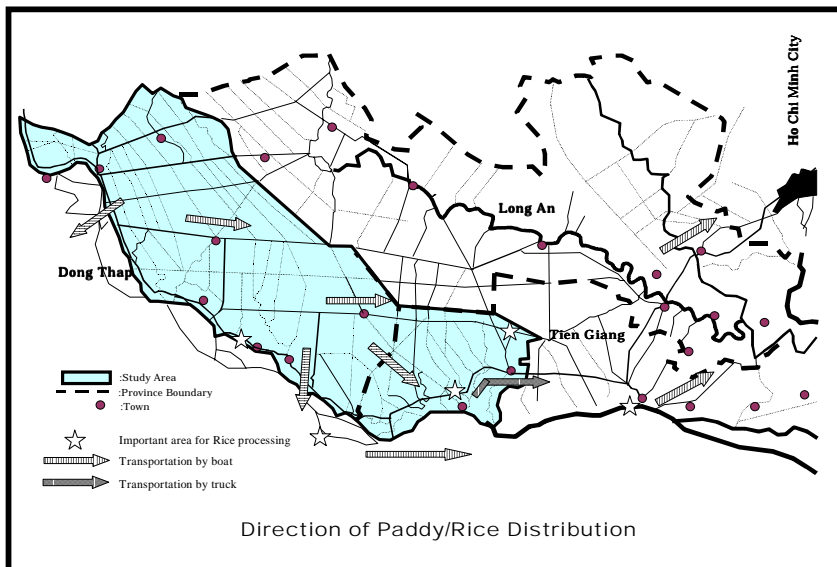 Ho Chi Minh City
Long An
Dong Thap
Tien Giang
:Study Area
:Province Boundary
:Town
Important area for Rice processing
Transportation by boat
Transportation by truck
Direction of Paddy/Rice Distribution